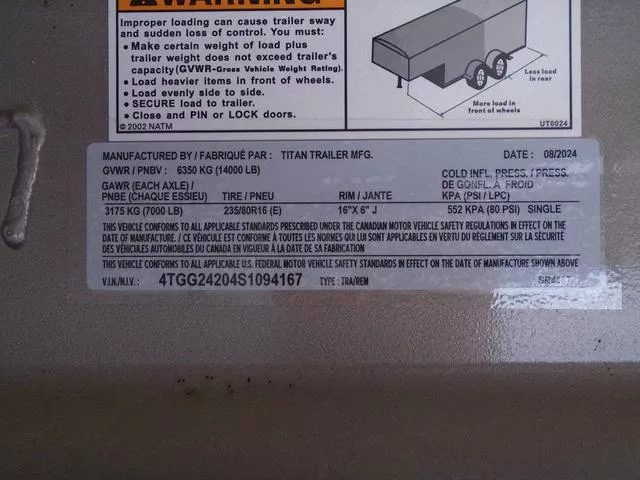 WARNING
Improper loading can cause trailer sway
and sudden loss of control. You must:
• Make certain weight of load plus
trailer weight does not exceed trailer's
capacity (GVWR-Gross Vehicle Weight Rating).
• Load heavier items in front of wheels.
• Load evenly side to side.
• SECURE load to trailer.
• Close and PIN or LOCK doors.
© 2002 NATM
Less load
in rear
More load in
front of wheels
UT0024
MANUFACTURED BY / FABRIQUÉ PAR : TITAN TRAILER MFG. DATE : 08/2024
GVWR / PNBV : 6350 KG (14000 LB)
GAWR (EACH AXLE) /
PNBE (CHAQUE ESSIEU) TIRE / PNEU RIM / JANTE
COLD INFL. PRESS. / PRESS.
DE GONFL. A FROID
KPA (PSI / LPC)
3175 KG (7000 LB) 235/80R16 (E) 16"X 6" J 552 KPA (80 PSI) SINGLE
THIS VEHICLE CONFORMS TO ALL APPLICABLE STANDARDS PRESCRIBED UNDER THE CANADIAN MOTOR VEHICLE SAFETY REGULATIONS IN EFFECT ON THE
DATE OF MANUFACTURE / CE VÉHICULE EST CONFORME À TOUTES LES NORMES QUI LUI SONT APPLICABLES EN VERTU DU RÈGLEMENT SUR LA SÉCURITÉ
DES VÉHICULES AUTOMOBILES DU CANADA EN VIGUEUR À LA DATE DE SA FABRICATION
THIS VEHICLE CONFORMS TO ALL APPLICABLE U.S. FEDERAL MOTOR VEHICLE SAFETY STANDARDS IN EFFECT ON THE DATE OF MANUFACTURE SHOWN ABOVE
V.I.N./N.I.V.: 4TGG24204S1094167 TYPE : TRA/REM